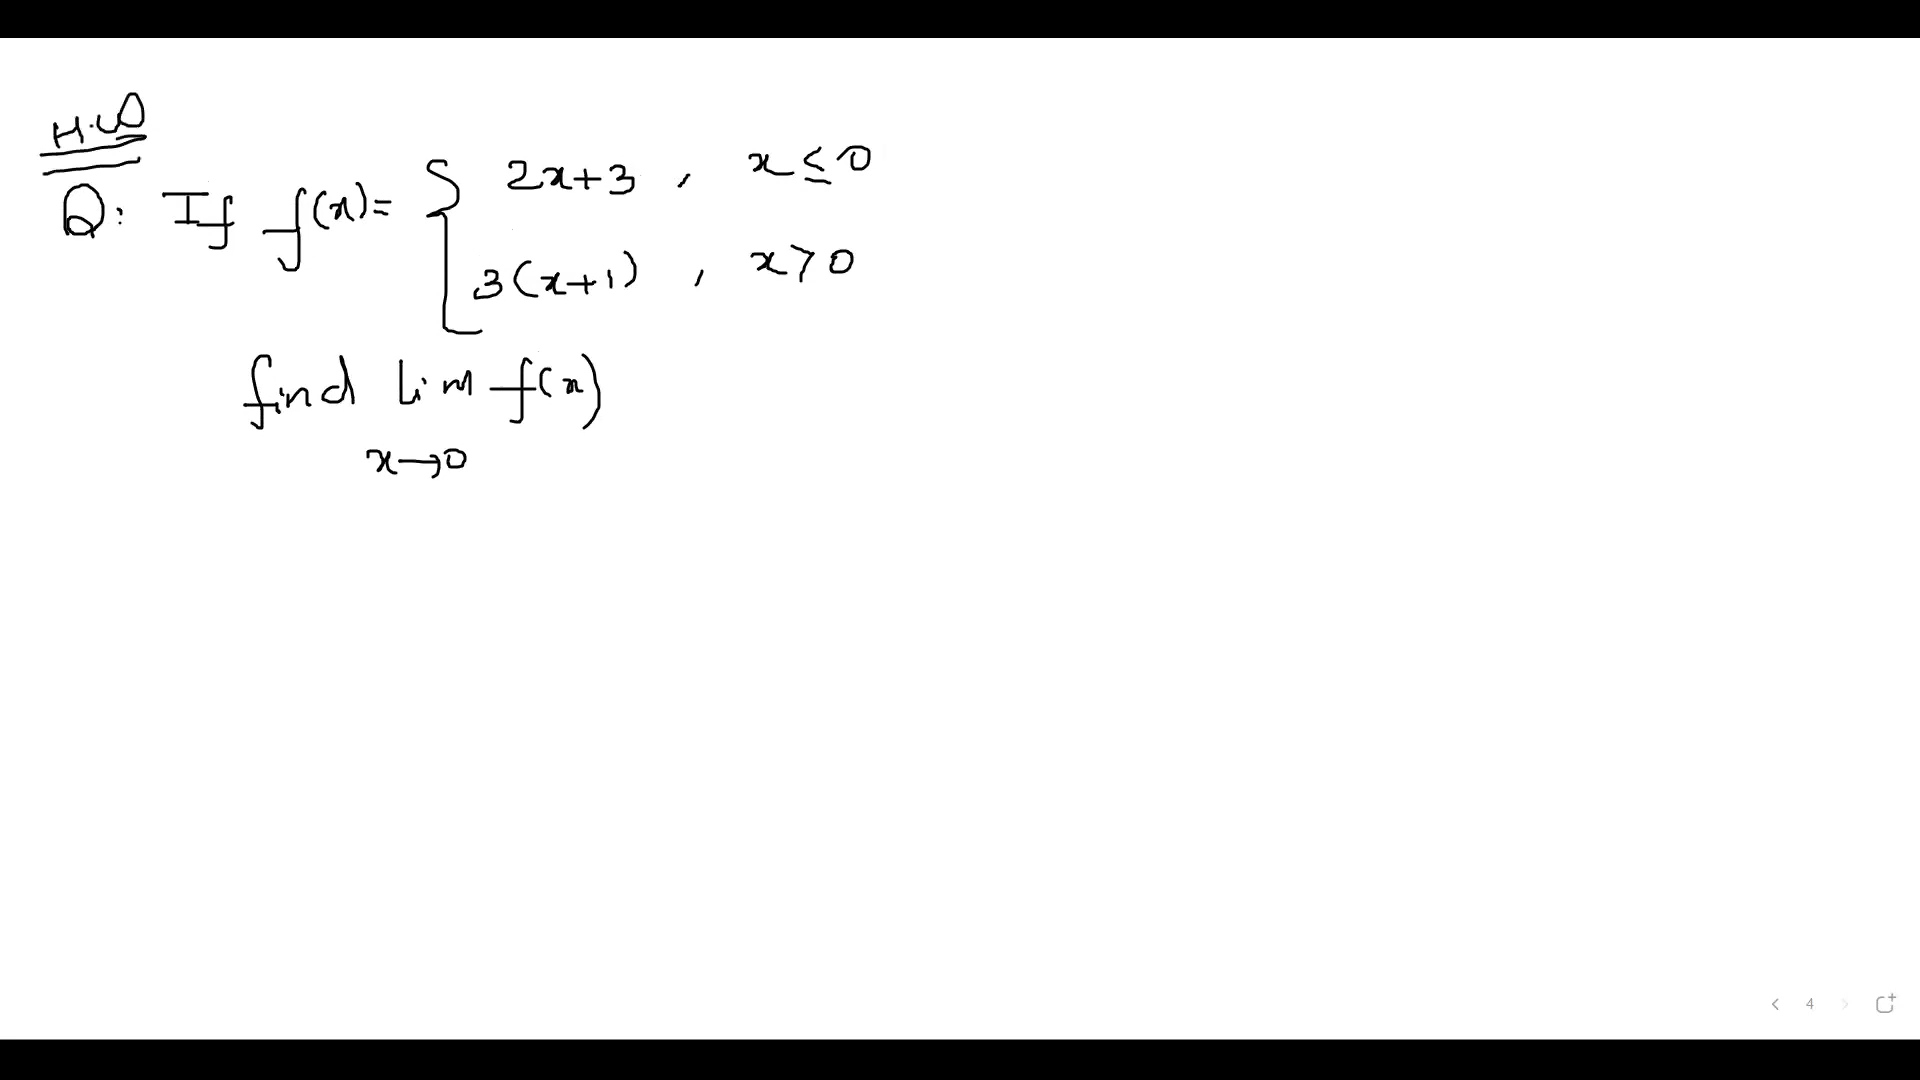 H.W
Q: If f(x)= { 2x+3 , x ≤ 0
3(x+1) , x > 0
find Lim f(x)
x→0
4